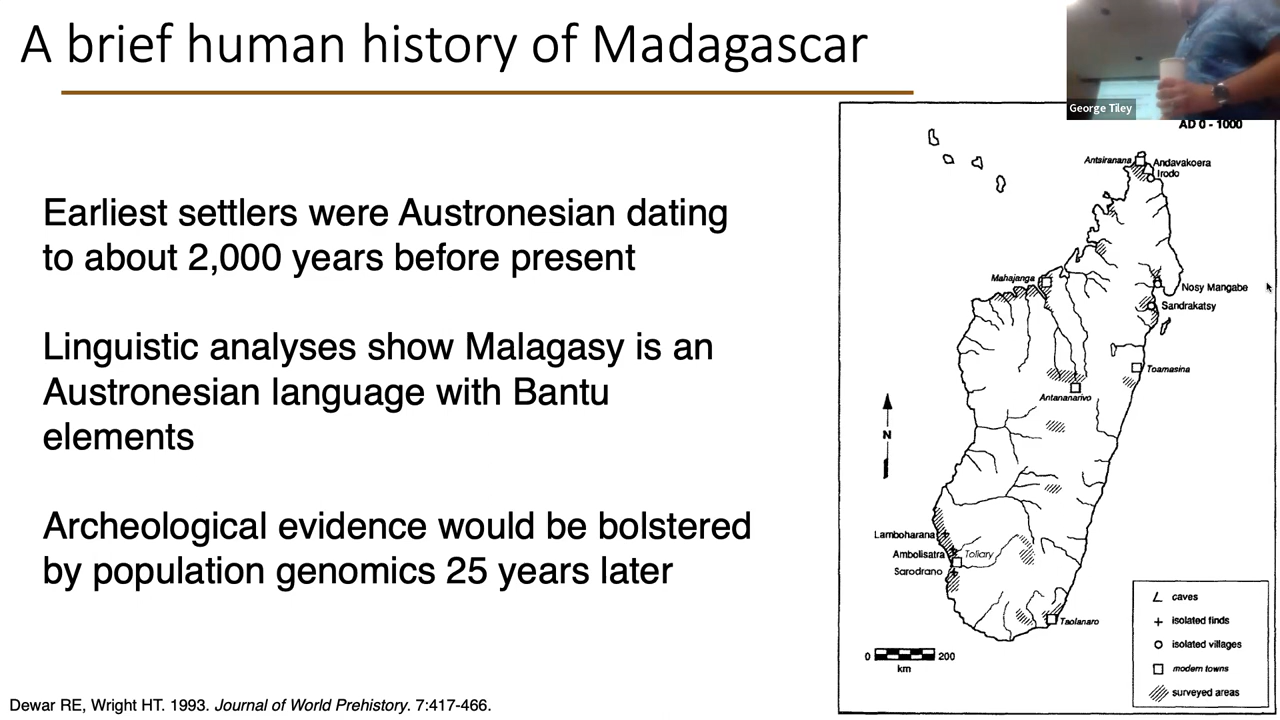 A brief human history of Madagascar
George Tiley
Earliest settlers were Austronesian dating
to about 2,000 years before present
Linguistic analyses show Malagasy is an
Austronesian language with Bantu
elements
Archeological evidence would be bolstered
by population genomics 25 years later
Dewar RE, Wright HT. 1993. Journal of World Prehistory. 7:417-466.
AD 0 - 1000
Antsiranana
Andavakoera
Irodo
Mahajanga
Nosy Mangabe
Sandrakatsy
Toamasina
Antananarivo
N
Lamboharana
Ambolisatra
Toliary
Sarodrano
Taolanaro
0 200
km
caves
isolated finds
isolated villages
modern towns
surveyed areas